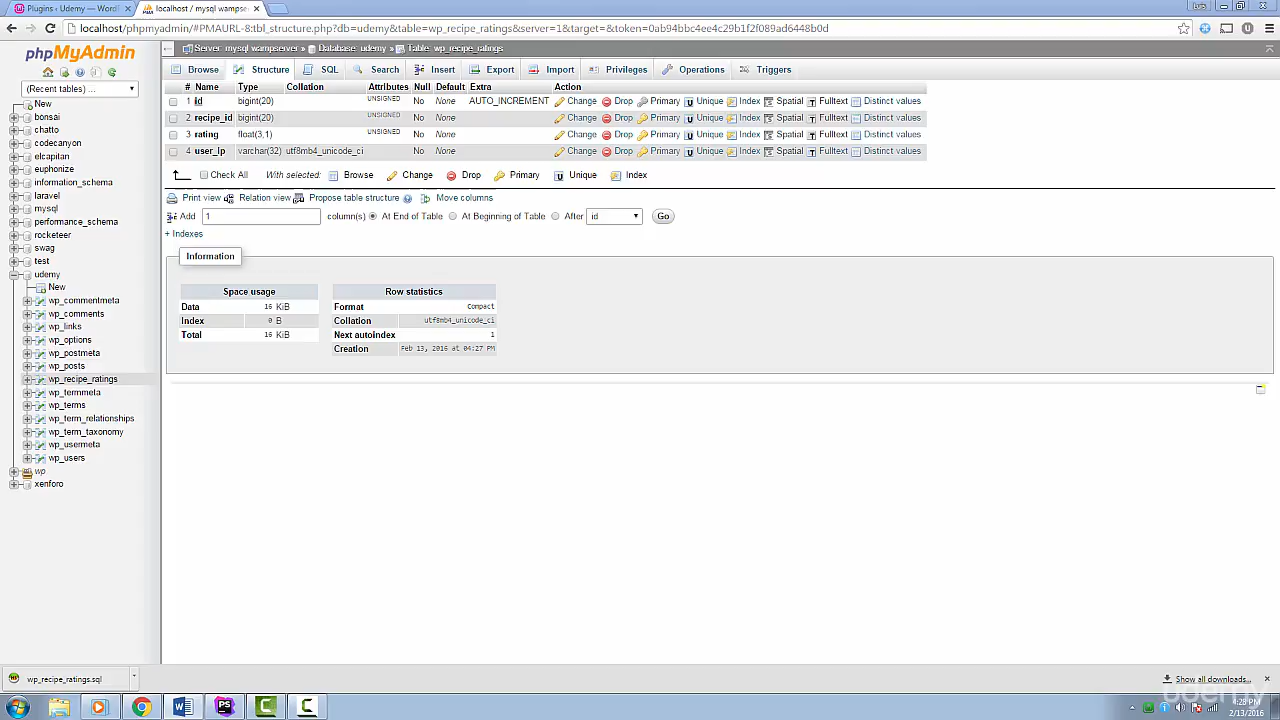 Plugins ‹ Udemy — WordP
localhost / mysql wampse
localhost/phpmyadmin/#PMAURL-8:tbl_structure.php?db=udemy&table=wp_recipe_ratings&server=1&target=&token=0ab94bbc4ee4c29b1f2f089ad6448b0d
phpMyAdmin
(Recent tables) ...
New
bonsai
chatto
codecanyon
elcapitan
euphonize
information_schema
laravel
mysql
performance_schema
rocketeer
swag
test
udemy
New
wp_commentmeta
wp_comments
wp_links
wp_options
wp_postmeta
wp_posts
wp_recipe_ratings
wp_termmeta
wp_terms
wp_term_relationships
wp_term_taxonomy
wp_usermeta
wp_users
wp
xenforo
Server: mysql wampserver » Database: udemy » Table: wp_recipe_ratings
Browse Structure SQL Search Insert Export Import Privileges Operations Triggers
# Name Type Collation Attributes Null Default Extra Action
1 id bigint(20) UNSIGNED No None AUTO_INCREMENT Change Drop Primary Unique Index Spatial Fulltext Distinct values
2 recipe_id bigint(20) UNSIGNED No None Change Drop Primary Unique Index Spatial Fulltext Distinct values
3 rating float(3,1) UNSIGNED No None Change Drop Primary Unique Index Spatial Fulltext Distinct values
4 user_ip varchar(32) utf8mb4_unicode_ci No None Change Drop Primary Unique Index Spatial Fulltext Distinct values
Check All With selected: Browse Change Drop Primary Unique Index
Print view Relation view Propose table structure Move columns
Add 1 column(s) At End of Table At Beginning of Table After id Go
+ Indexes
Information
Space usage
Data 16 KiB
Index 0 B
Total 16 KiB
Row statistics
Format Compact
Collation utf8mb4_unicode_ci
Next autoindex 1
Creation Feb 13, 2016 at 04:27 PM
wp_recipe_ratings.sql
Show all downloads...
udemy
4:28 PM
2/13/2016